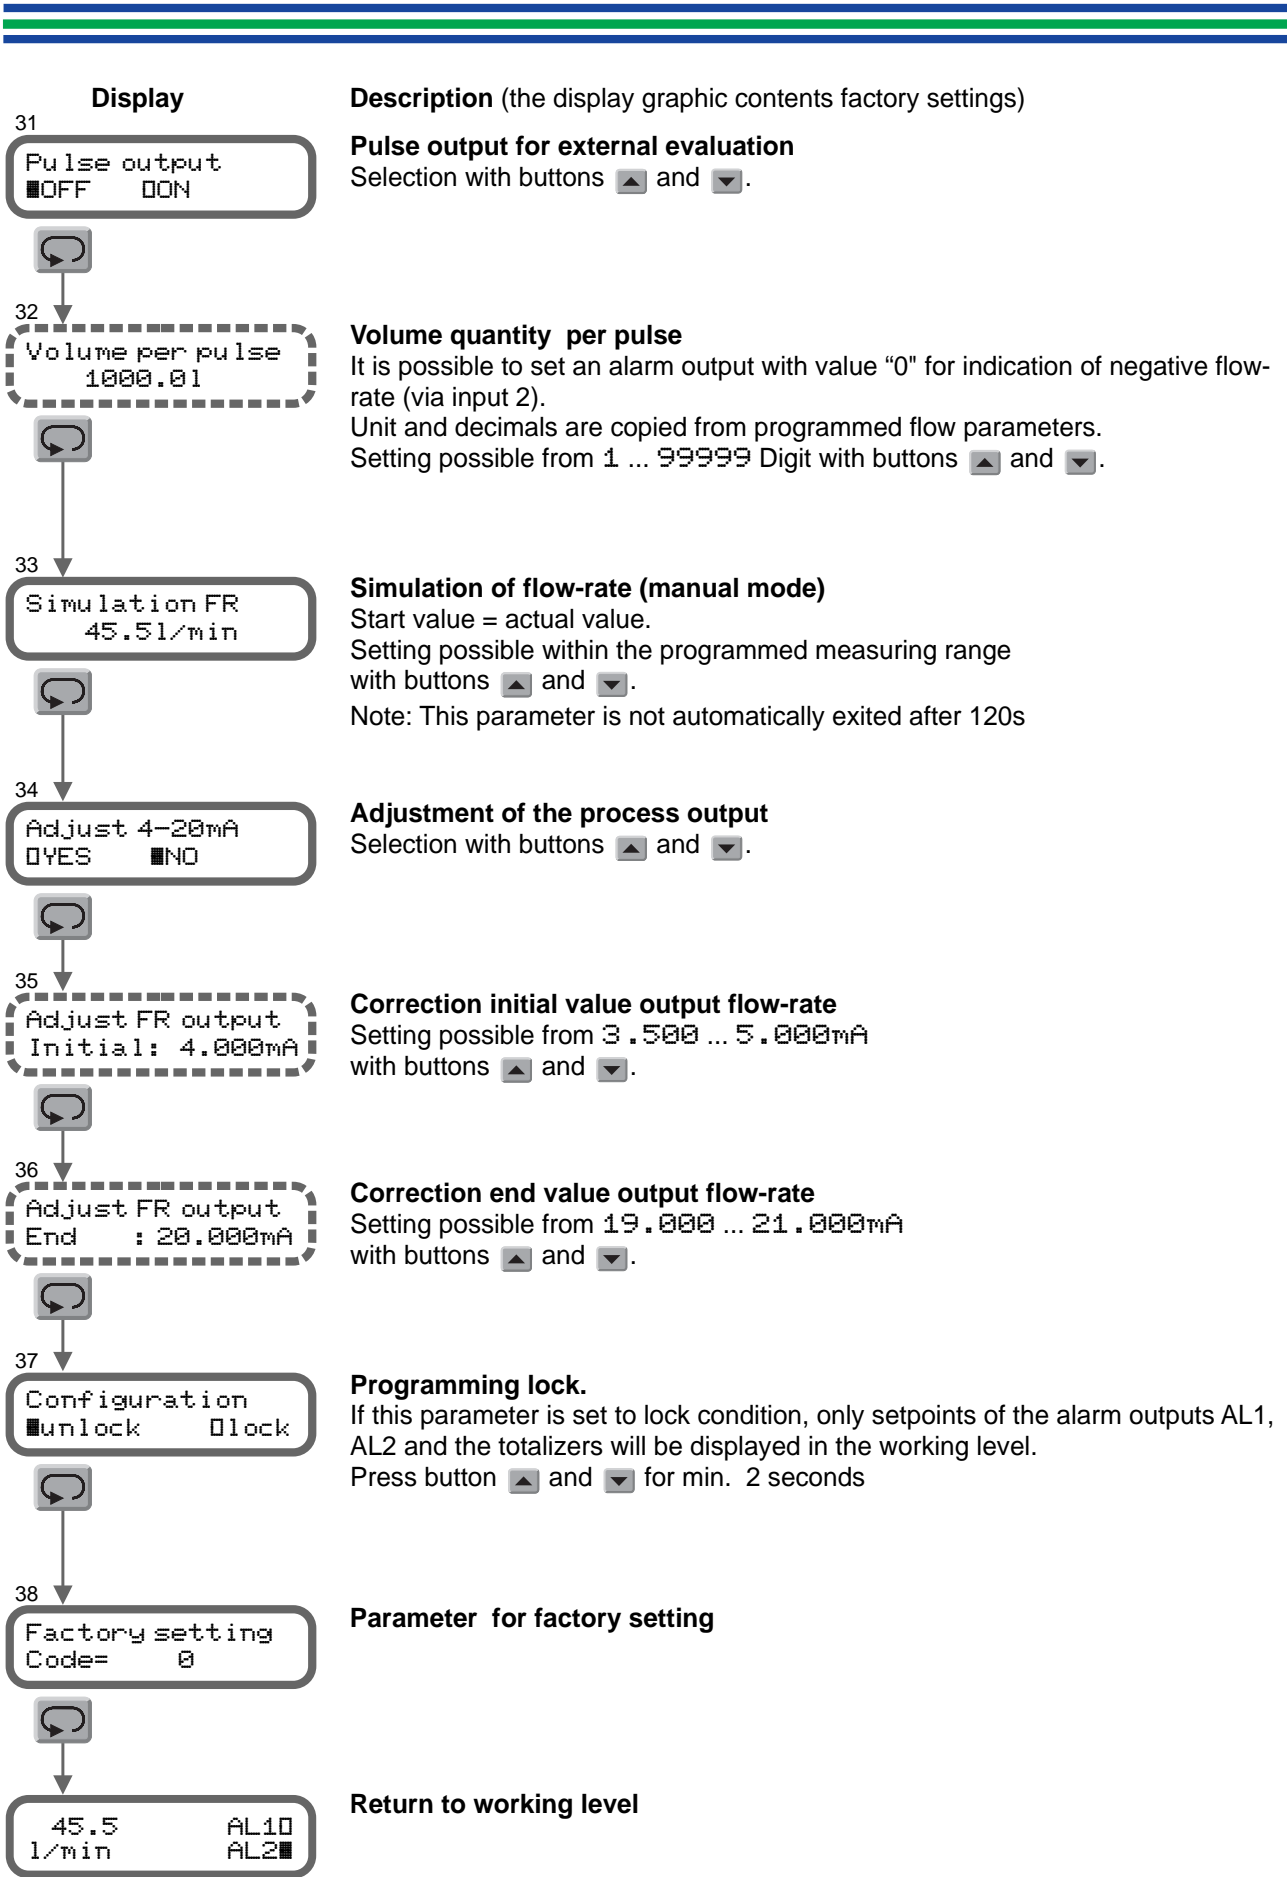 Display
Description (the display graphic contents factory settings)
31
Pulse output
■OFF □ON
Pulse output for external evaluation
Selection with buttons ▲ and ▼.
32
Volume per pulse
1000.0l
Volume quantity per pulse
It is possible to set an alarm output with value “0" for indication of negative flow-
rate (via input 2).
Unit and decimals are copied from programmed flow parameters.
Setting possible from 1 ... 99999 Digit with buttons ▲ and ▼.
33
Simulation FR
45.5l/min
Simulation of flow-rate (manual mode)
Start value = actual value.
Setting possible within the programmed measuring range
with buttons ▲ and ▼.
Note: This parameter is not automatically exited after 120s
34
Adjust 4-20mA
□YES ■NO
Adjustment of the process output
Selection with buttons ▲ and ▼.
35
Adjust FR output
Initial: 4.000mA
Correction initial value output flow-rate
Setting possible from 3.500 ... 5.000mA
with buttons ▲ and ▼.
36
Adjust FR output
End : 20.000mA
Correction end value output flow-rate
Setting possible from 19.000 ... 21.000mA
with buttons ▲ and ▼.
37
Configuration
■unlock □lock
Programming lock.
If this parameter is set to lock condition, only setpoints of the alarm outputs AL1,
AL2 and the totalizers will be displayed in the working level.
Press button ▲ and ▼ for min. 2 seconds
38
Factory setting
Code= 0
Parameter for factory setting
45.5 AL1□
l/min AL2■
Return to working level